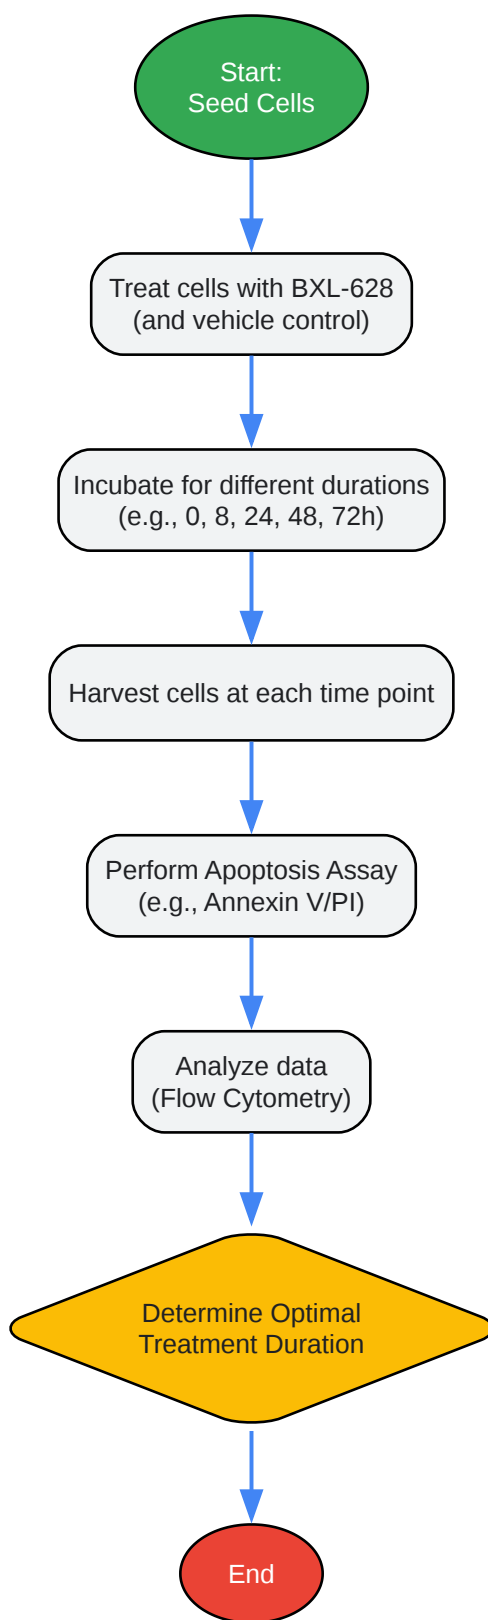 Start:
Seed Cells
Treat cells with BXL-628
(and vehicle control)
Incubate for different durations
(e.g., 0, 8, 24, 48, 72h)
Harvest cells at each time point
Perform Apoptosis Assay
(e.g., Annexin V/PI)
Analyze data
(Flow Cytometry)
Determine Optimal
Treatment Duration
End